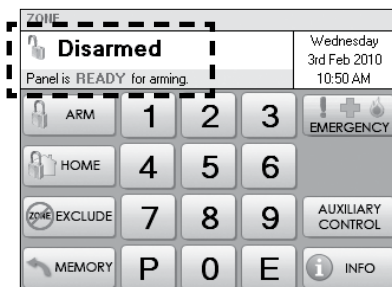 ZONE
Disarmed
Panel is READY for arming.
Wednesday
3rd Feb 2010
10:50 AM
ARM 1 2 3 EMERGENCY
HOME 4 5 6
ZONE EXCLUDE 7 8 9 AUXILIARY CONTROL
MEMORY P 0 E i INFO